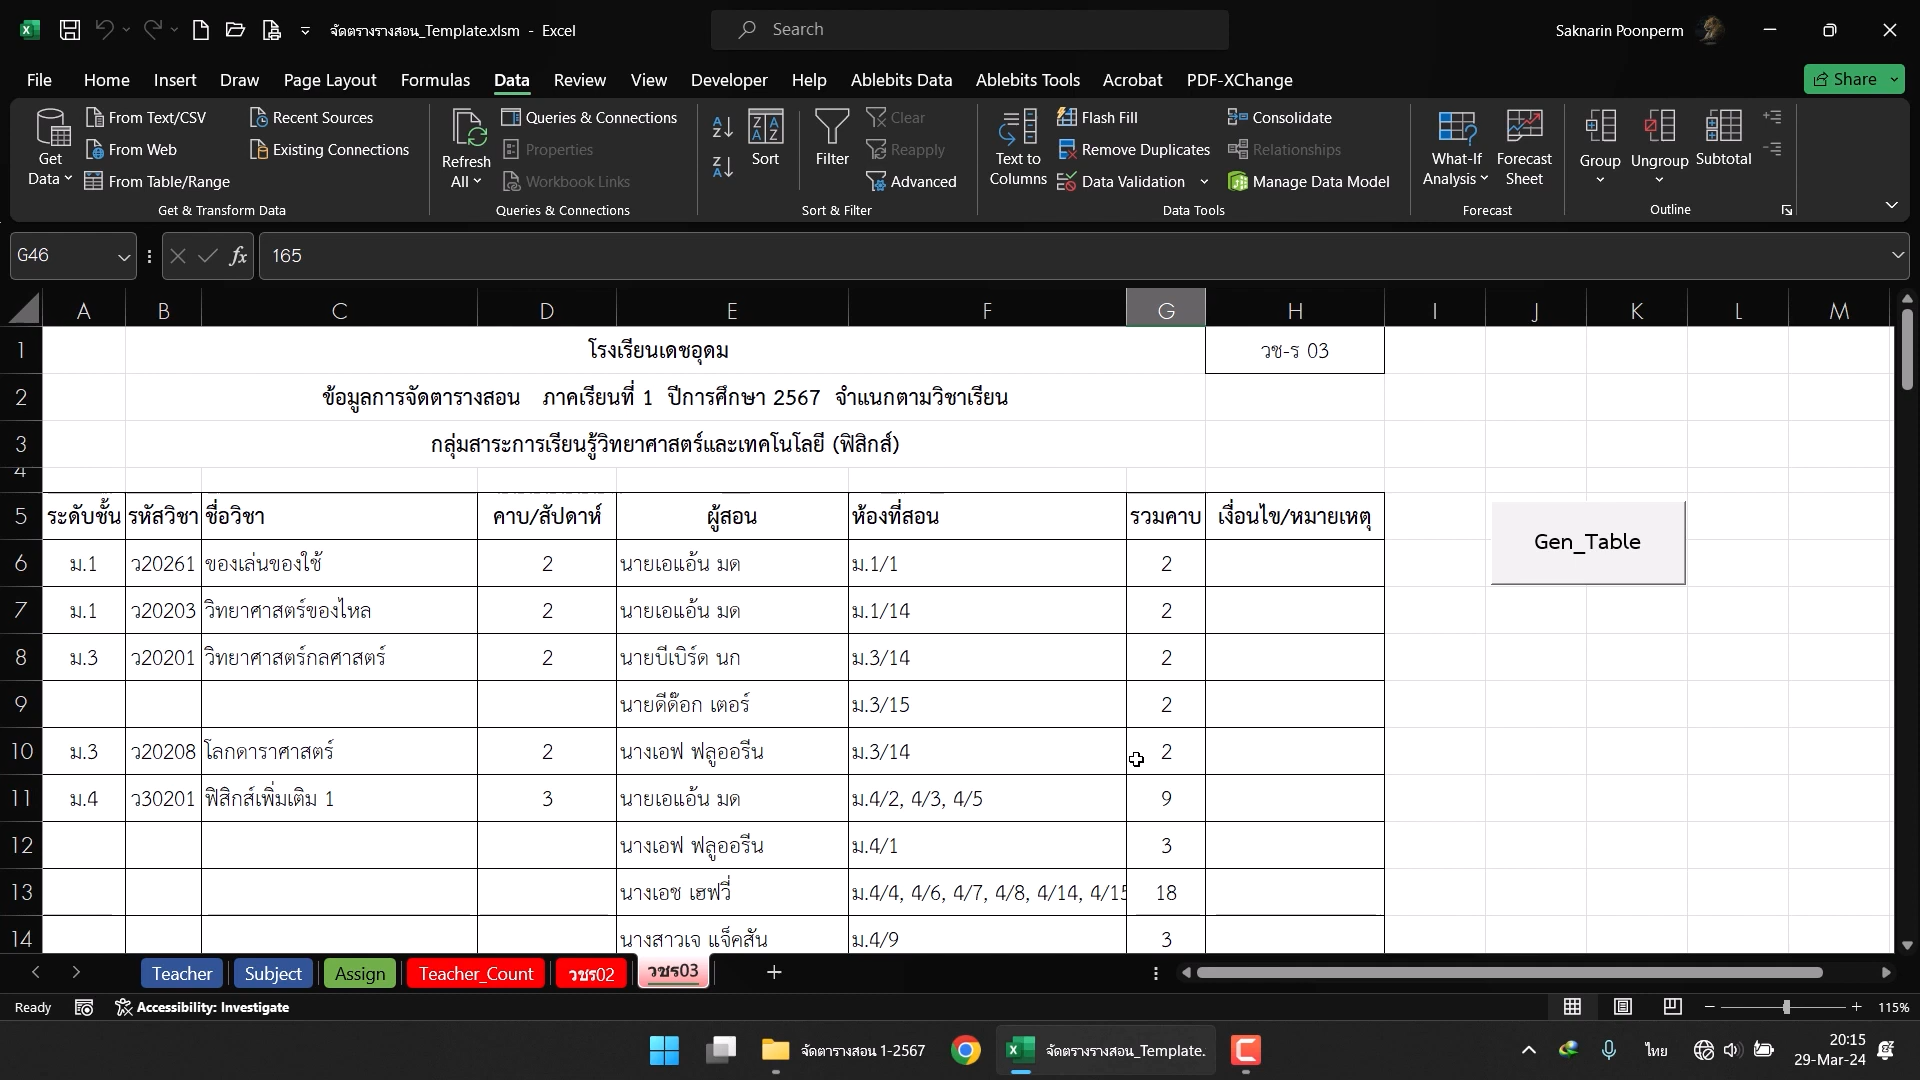 จัดตรางรางสอน_Template.xlsm - Excel
Search
Saknarin Poonperm
File Home Insert Draw Page Layout Formulas Data Review View Developer Help Ablebits Data Ablebits Tools Acrobat PDF-XChange
Share
Get Data
From Text/CSV
From Web
From Table/Range
Recent Sources
Existing Connections
Get & Transform Data
Refresh All
Queries & Connections
Properties
Workbook Links
Queries & Connections
Sort
Filter
Clear
Reapply
Advanced
Sort & Filter
Text to Columns
Flash Fill
Remove Duplicates
Data Validation
Consolidate
Relationships
Manage Data Model
Data Tools
What-If Analysis
Forecast Sheet
Forecast
Group
Ungroup
Subtotal
Outline
G46 fx 165
A B C D E F G H I J K L M
1 โรงเรียนเดชอุดม วช-ร 03
2 ข้อมูลการจัดตารางสอน ภาคเรียนที่ 1 ปีการศึกษา 2567 จำแนกตามวิชาเรียน
3 กลุ่มสาระการเรียนรู้วิทยาศาสตร์และเทคโนโลยี (ฟิสิกส์)
4
5 ระดับชั้น รหัสวิชา ชื่อวิชา คาบ/สัปดาห์ ผู้สอน ห้องที่สอน รวมคาบ เงื่อนไข/หมายเหตุ
Gen_Table
6 ม.1 ว20261 ของเล่นของใช้ 2 นายเอแอ้น มด ม.1/1 2
7 ม.1 ว20203 วิทยาศาสตร์ของไหล 2 นายเอแอ้น มด ม.1/14 2
8 ม.3 ว20201 วิทยาศาสตร์กลศาสตร์ 2 นายบีเบิร์ด นก ม.3/14 2
9 นายดีด๊อก เตอร์ ม.3/15 2
10 ม.3 ว20208 โลกดาราศาสตร์ 2 นางเอฟ ฟลูออรีน ม.3/14 2
11 ม.4 ว30201 ฟิสิกส์เพิ่มเติม 1 3 นายเอแอ้น มด ม.4/2, 4/3, 4/5 9
12 นางเอฟ ฟลูออรีน ม.4/1 3
13 นางเอช เฮฟวี่ ม.4/4, 4/6, 4/7, 4/8, 4/14, 4/15 18
14 นางสาวเจ แจ็คสัน ม.4/9 3
Teacher Subject Assign Teacher_Count วชร02 วชร03
Ready Accessibility: Investigate 115%
จัดตารางสอน 1-2567 จัดตรางรางสอน_Template. ไทย 20:15
29-Mar-24